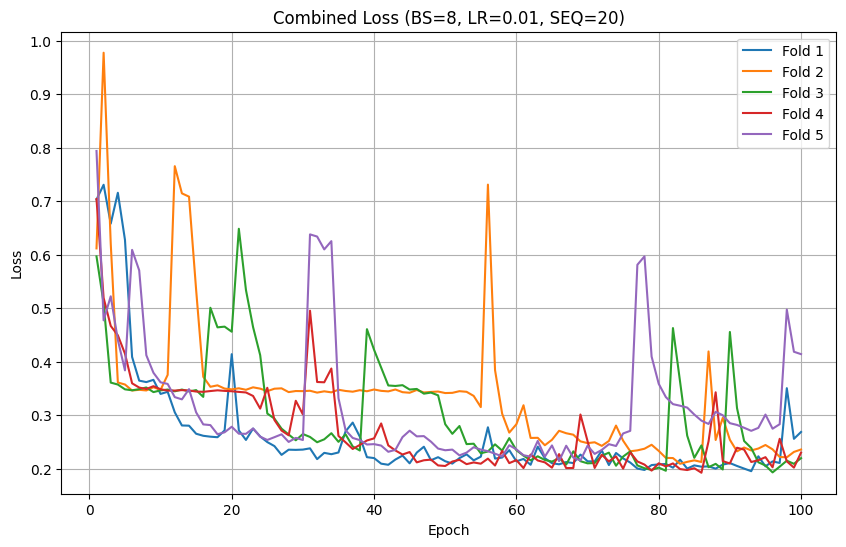 Combined Loss (BS=8, LR=0.01, SEQ=20)
Fold 1
Fold 2
Fold 3
Fold 4
Fold 5
Loss
1.0
0.9
0.8
0.7
0.6
0.5
0.4
0.3
0.2
0 20 40 60 80 100
Epoch